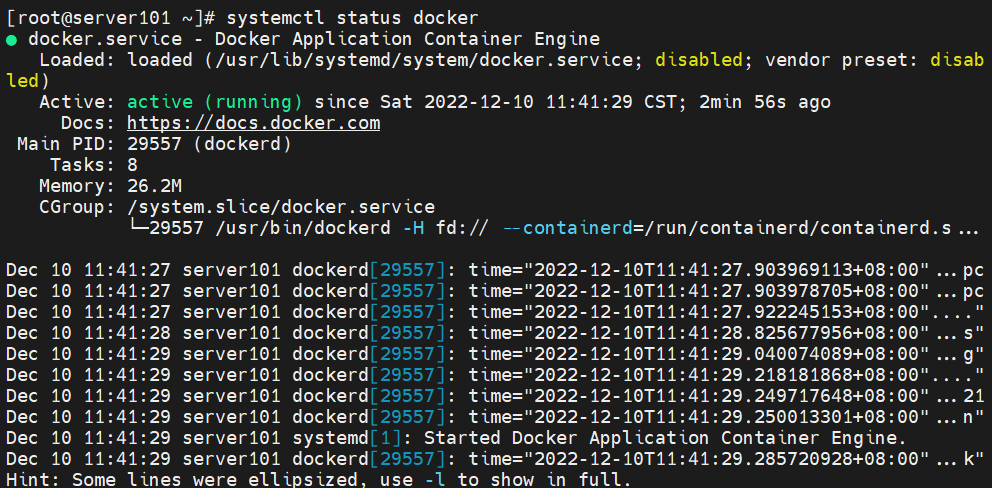 [root@server101 ~]# systemctl status docker
● docker.service - Docker Application Container Engine
   Loaded: loaded (/usr/lib/systemd/system/docker.service; disabled; vendor preset: disab
led)
   Active: active (running) since Sat 2022-12-10 11:41:29 CST; 2min 56s ago
     Docs: https://docs.docker.com
 Main PID: 29557 (dockerd)
    Tasks: 8
   Memory: 26.2M
   CGroup: /system.slice/docker.service
           └─29557 /usr/bin/dockerd -H fd:// --containerd=/run/containerd/containerd.s...

Dec 10 11:41:27 server101 dockerd[29557]: time="2022-12-10T11:41:27.903969113+08:00"...pc
Dec 10 11:41:27 server101 dockerd[29557]: time="2022-12-10T11:41:27.903978705+08:00"...pc
Dec 10 11:41:27 server101 dockerd[29557]: time="2022-12-10T11:41:27.922245153+08:00"...."
Dec 10 11:41:28 server101 dockerd[29557]: time="2022-12-10T11:41:28.825677956+08:00"...s"
Dec 10 11:41:29 server101 dockerd[29557]: time="2022-12-10T11:41:29.040074089+08:00"...g"
Dec 10 11:41:29 server101 dockerd[29557]: time="2022-12-10T11:41:29.218181868+08:00"...."
Dec 10 11:41:29 server101 dockerd[29557]: time="2022-12-10T11:41:29.249717648+08:00"...21
Dec 10 11:41:29 server101 dockerd[29557]: time="2022-12-10T11:41:29.250013301+08:00"...n"
Dec 10 11:41:29 server101 systemd[1]: Started Docker Application Container Engine.
Dec 10 11:41:29 server101 dockerd[29557]: time="2022-12-10T11:41:29.285720928+08:00"...k"
Hint: Some lines were ellipsized, use -l to show in full.